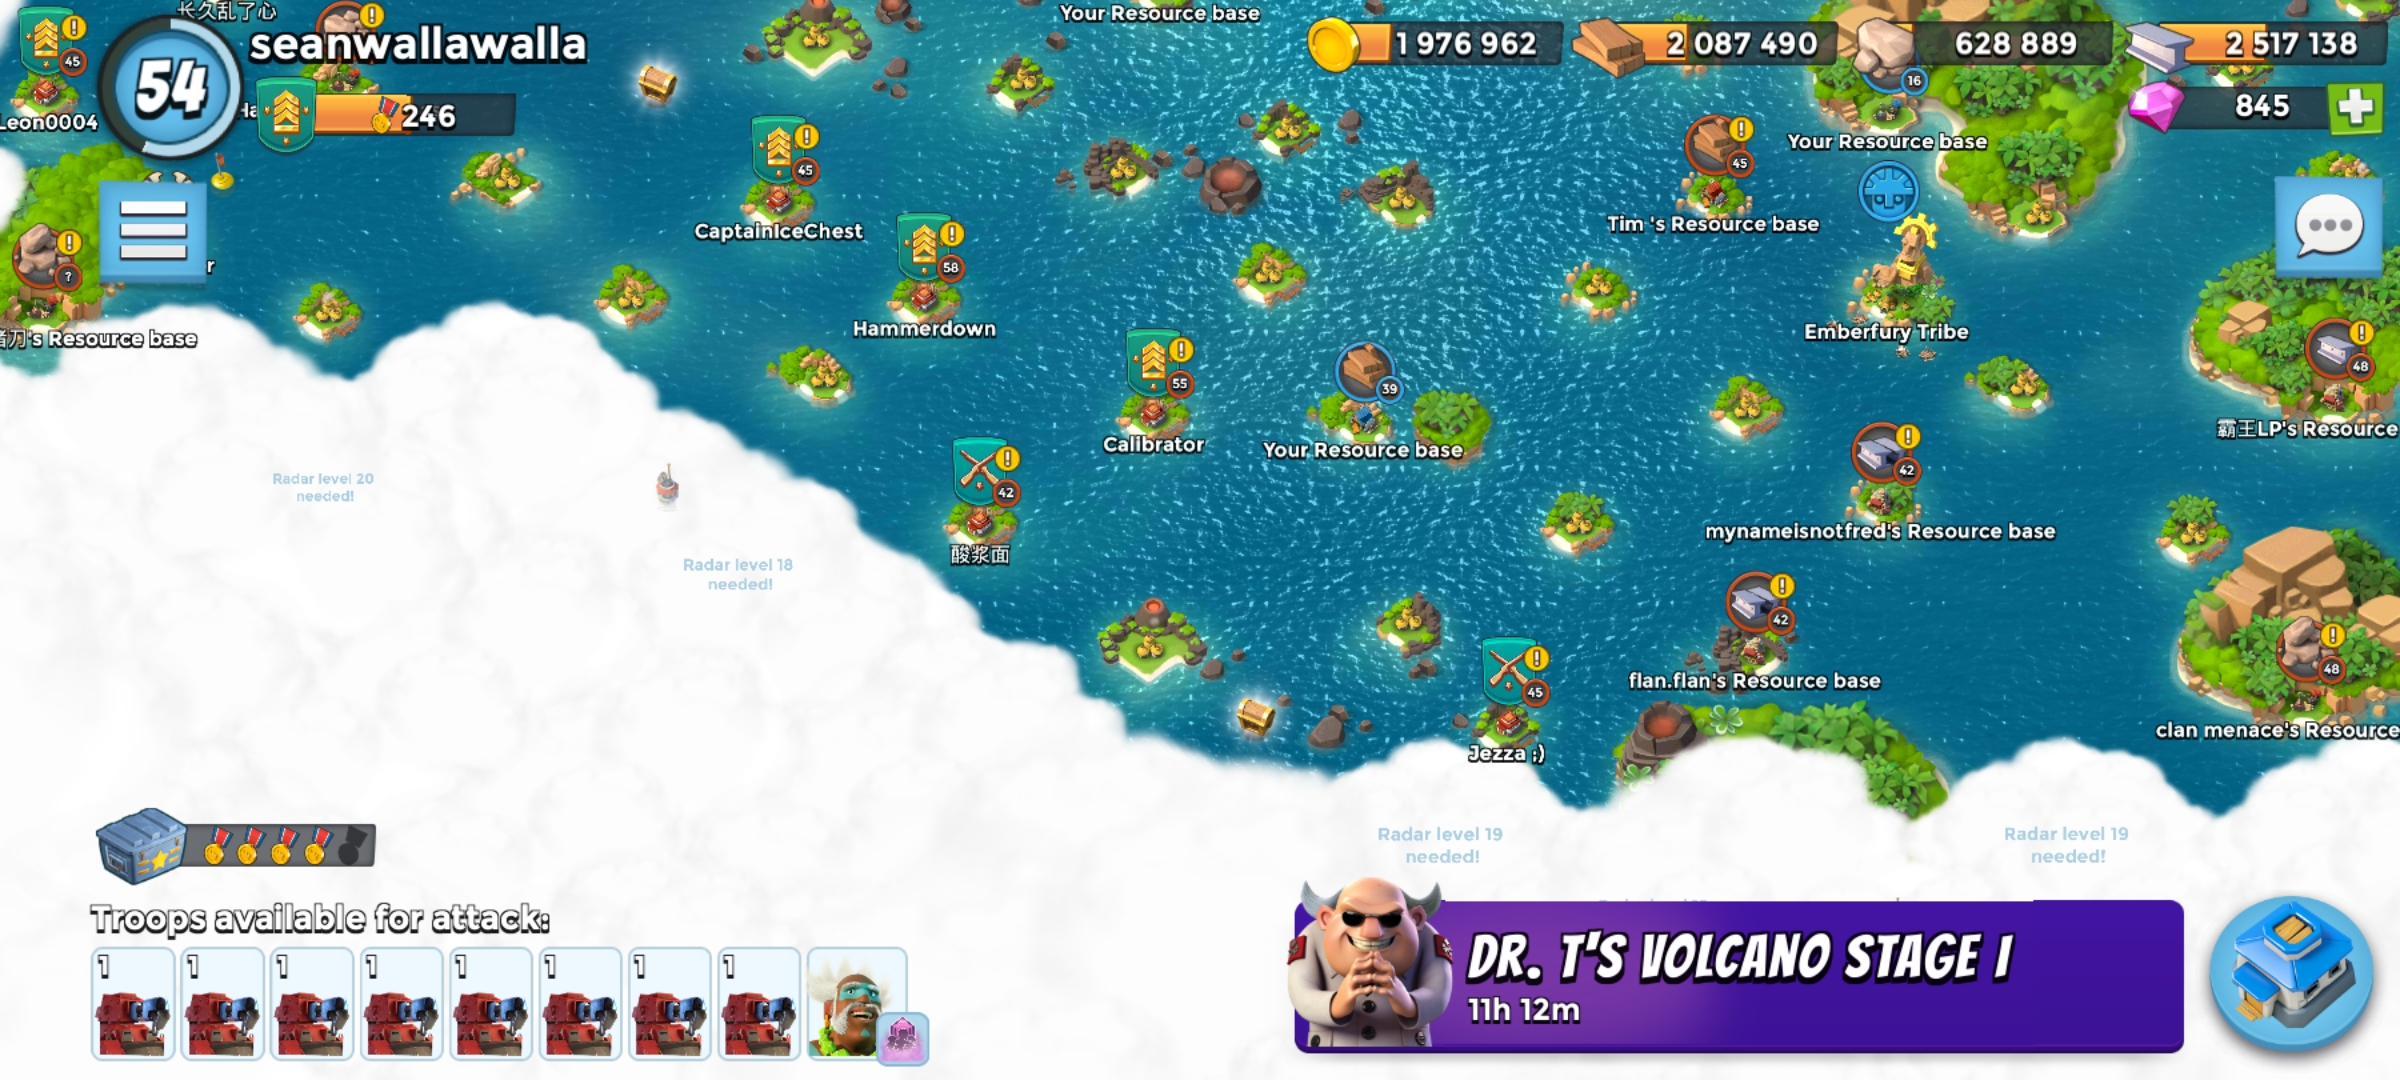 长久乱了心
Your Resource base
45
54
seanwallawalla
1 976 962
2 087 490
628 889
2 517 138
16
246
845
Leon0004
Ha
45
CaptainIceChest
45
Tim 's Resource base
Your Resource base
58
Hammerdown
Emberfury Tribe
?
r
's Resource base
55
Calibrator
39
Your Resource base
48
霸王LP's Resource
42
mynameisnotfred's Resource base
42
酸浆面
Radar level 20
needed!
Radar level 18
needed!
42
flan.flan's Resource base
45
Jezza ;)
48
clan menace's Resource
Radar level 19
needed!
Radar level 19
needed!
Troops available for attack:
1 1 1 1 1 1 1 1
DR. T'S VOLCANO STAGE 1
11h 12m